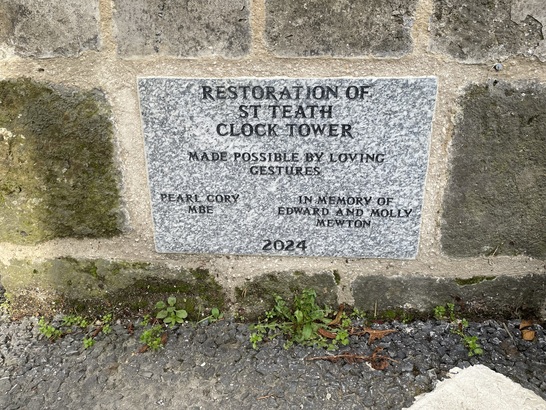 RESTORATION OF
ST TEATH
CLOCK TOWER
MADE POSSIBLE BY LOVING
GESTURES
PEARL CORY
MBE
IN MEMORY OF
EDWARD AND MOLLY
MEWTON
2024